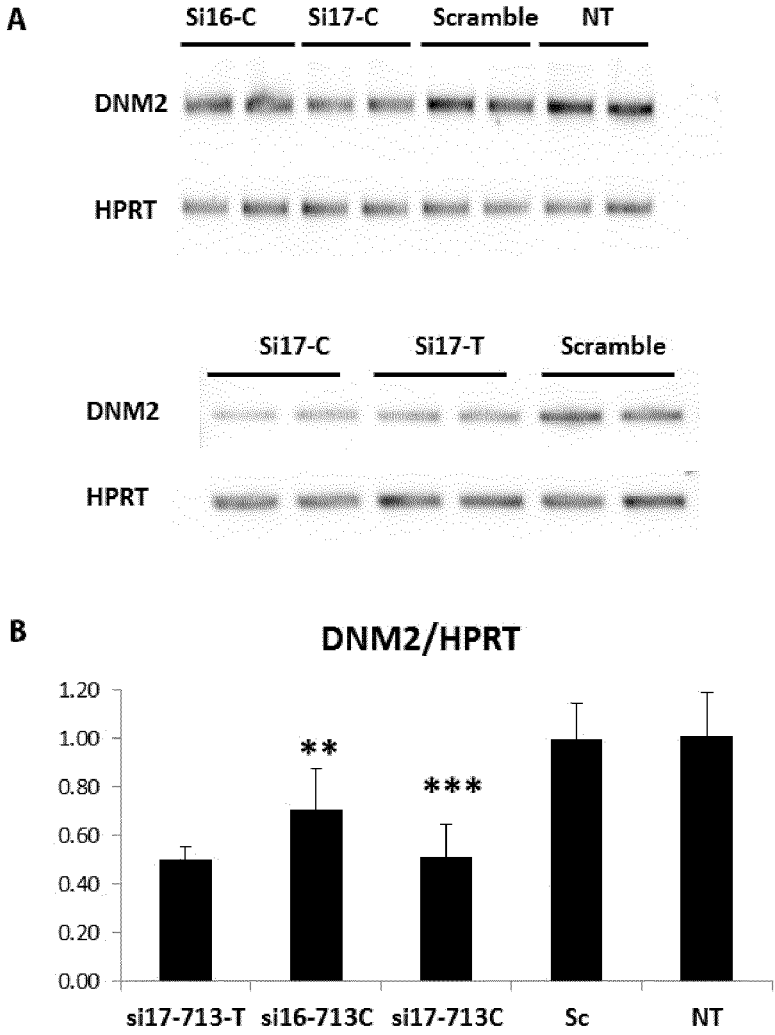 A
Si16-C Si17-C Scramble NT
DNM2
HPRT
Si17-C Si17-T Scramble
DNM2
HPRT
B
DNM2/HPRT
1.20
1.00
0.80
0.60
0.40
0.20
0.00
**
***
si17-713-T si16-713C si17-713C Sc NT